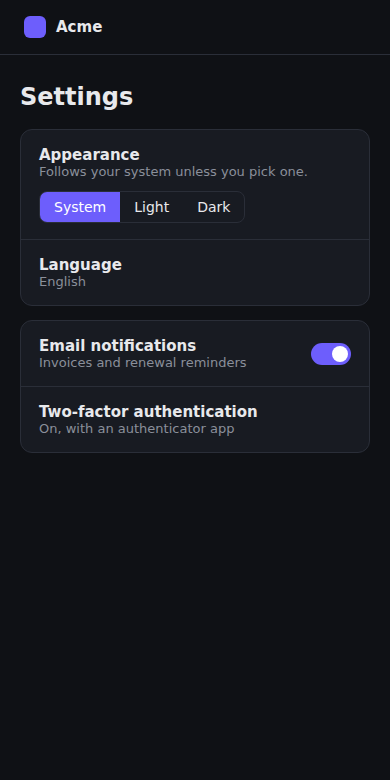 Acme
Settings
Appearance
Follows your system unless you pick one.
System Light Dark
Language
English
Email notifications
Invoices and renewal reminders
Two-factor authentication
On, with an authenticator app